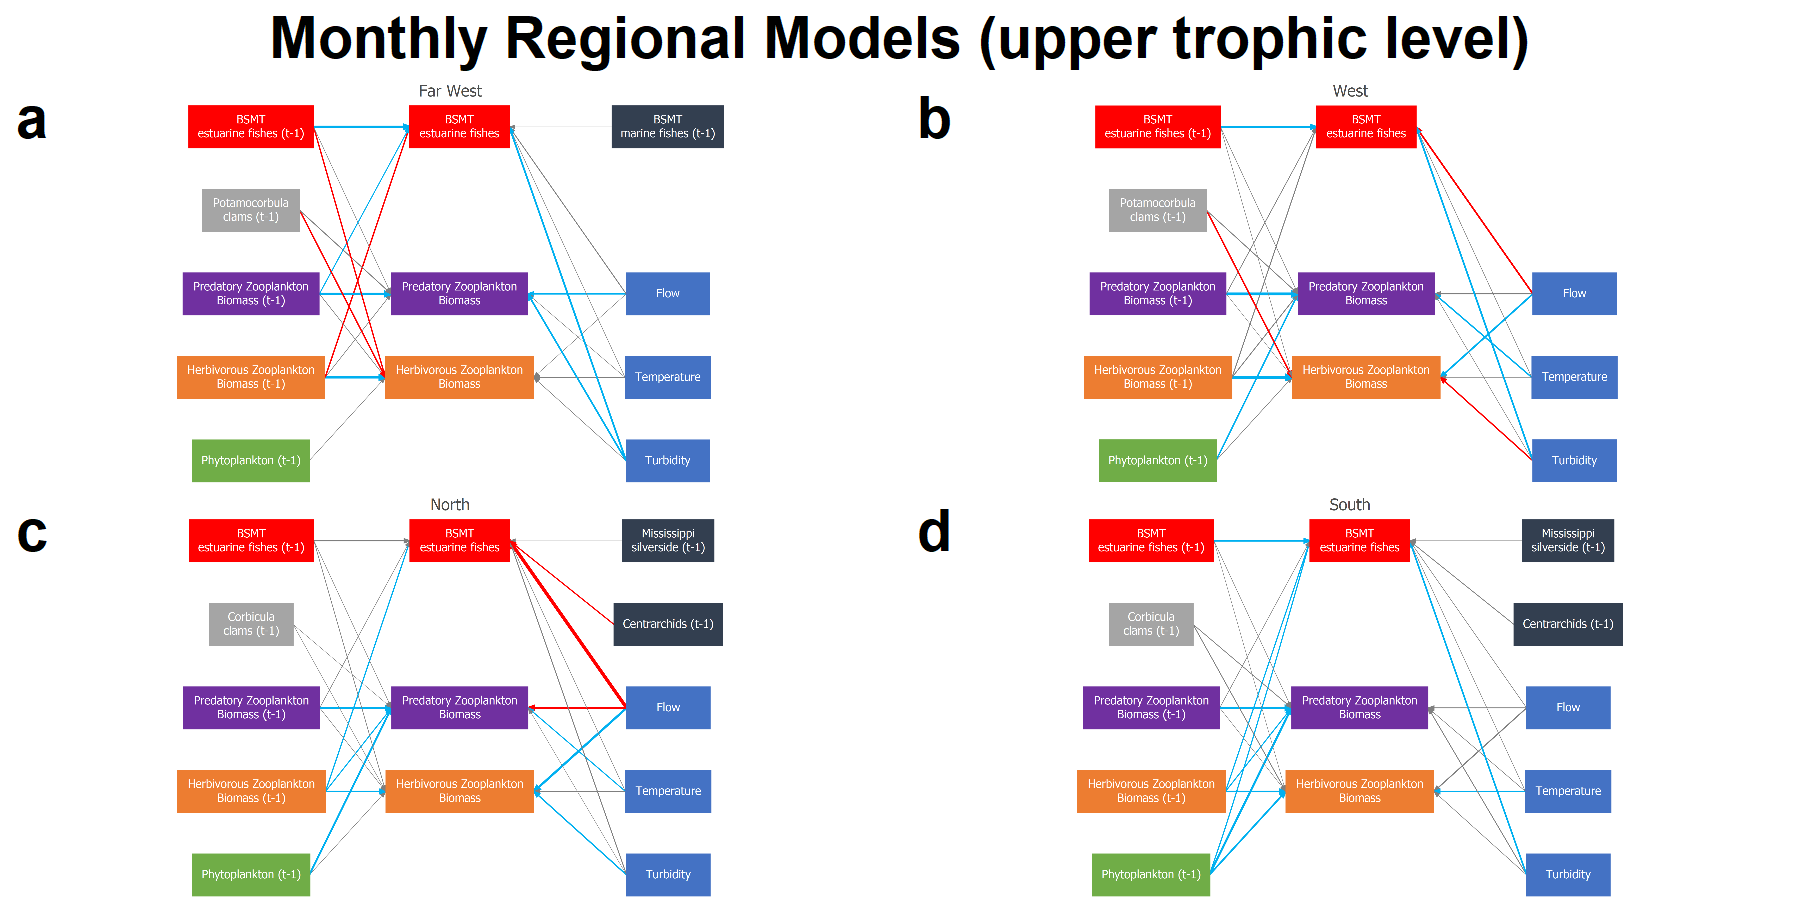 Monthly Regional Models (upper trophic level)
a
Far West
BSMT
estuarine fishes (t-1)
BSMT
estuarine fishes
BSMT
marine fishes (t-1)
Potamocorbula
clams (t 1)
Predatory Zooplankton
Biomass (t-1)
Predatory Zooplankton
Biomass
Flow
Herbivorous Zooplankton
Biomass (t-1)
Herbivorous Zooplankton
Biomass
Temperature
Phytoplankton (t-1)
Turbidity
b
West
BSMT
estuarine fishes (t-1)
BSMT
estuarine fishes
Potamocorbula
clams (t-1)
Predatory Zooplankton
Biomass (t-1)
Predatory Zooplankton
Biomass
Flow
Herbivorous Zooplankton
Biomass (t-1)
Herbivorous Zooplankton
Biomass
Temperature
Phytoplankton (t-1)
Turbidity
c
North
BSMT
estuarine fishes (t-1)
BSMT
estuarine fishes
Mississippi
silverside (t-1)
Corbicula
clams (t 1)
Centrarchids (t-1)
Predatory Zooplankton
Biomass (t-1)
Predatory Zooplankton
Biomass
Flow
Herbivorous Zooplankton
Biomass (t-1)
Herbivorous Zooplankton
Biomass
Temperature
Phytoplankton (t-1)
Turbidity
d
South
BSMT
estuarine fishes (t-1)
BSMT
estuarine fishes
Mississippi
silverside (t-1)
Corbicula
clams (t 1)
Centrarchids (t-1)
Predatory Zooplankton
Biomass (t-1)
Predatory Zooplankton
Biomass
Flow
Herbivorous Zooplankton
Biomass (t-1)
Herbivorous Zooplankton
Biomass
Temperature
Phytoplankton (t-1)
Turbidity